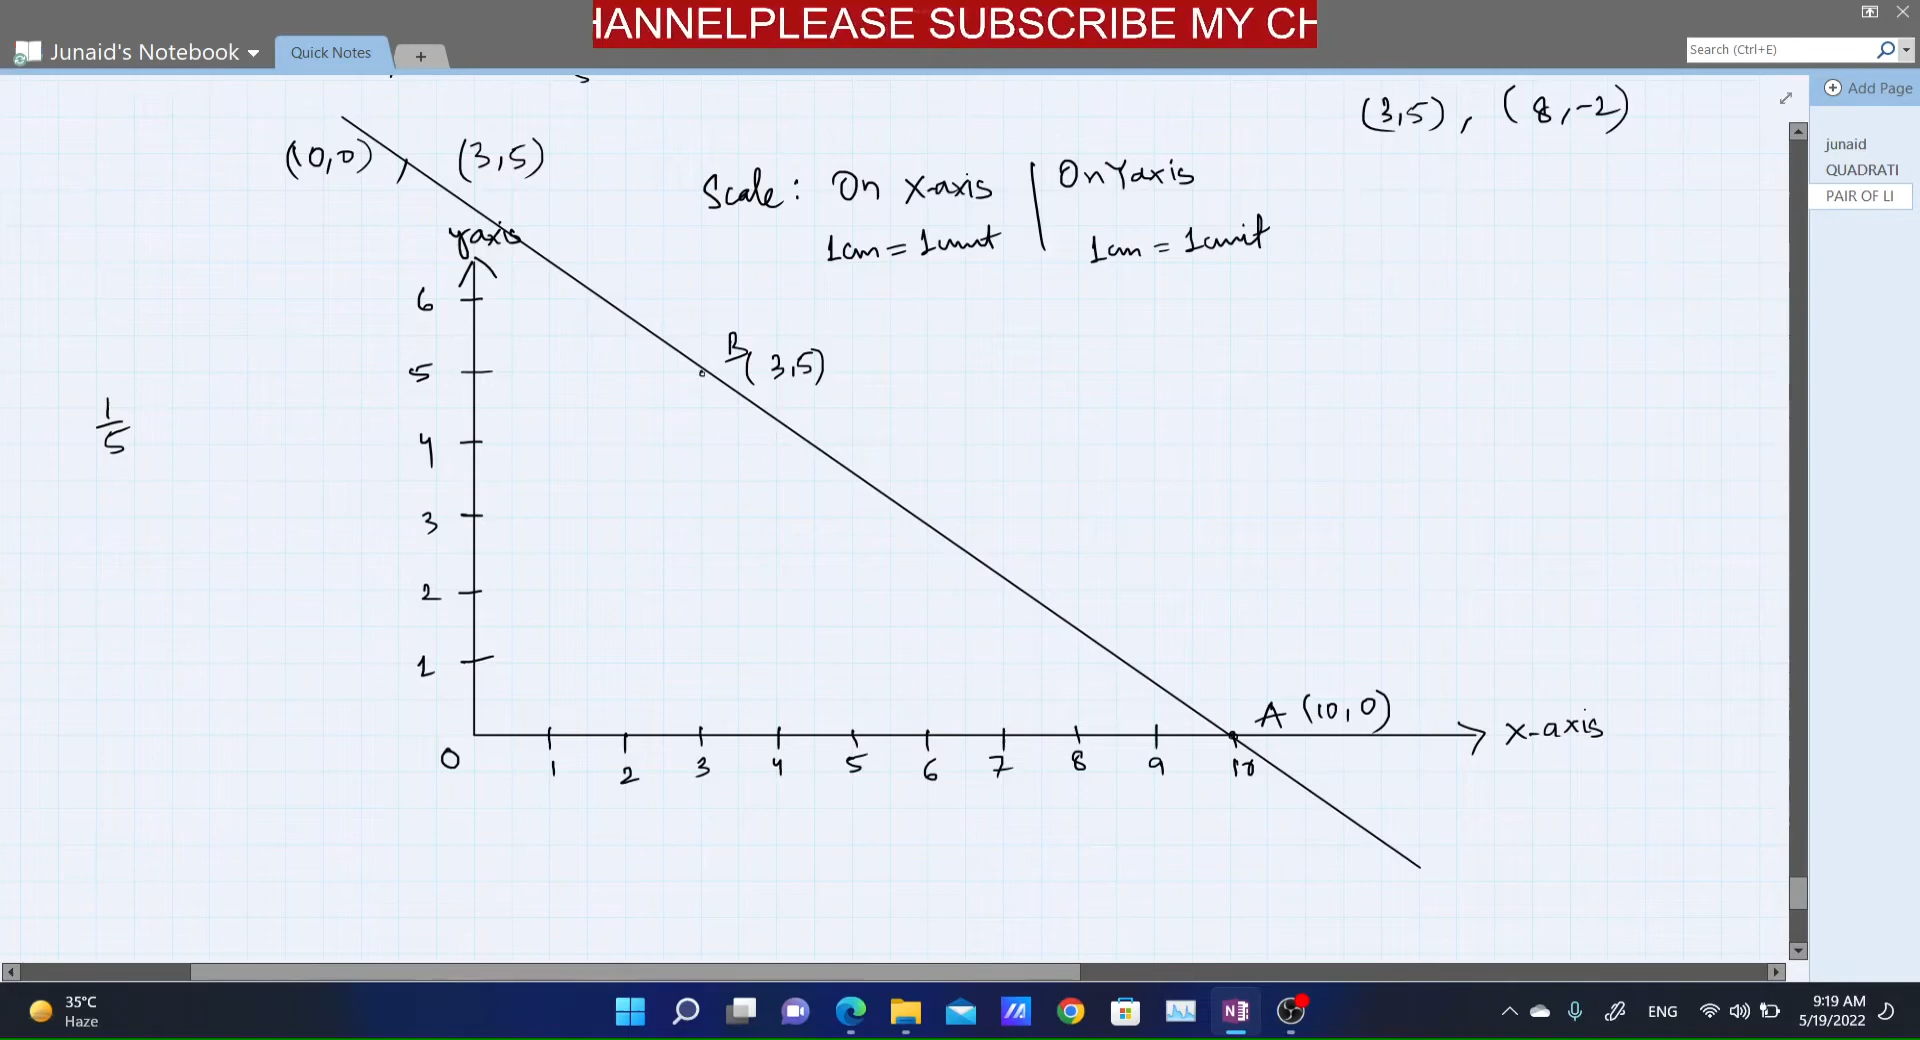 HANNELPLEASE SUBSCRIBE MY CH
Junaid's Notebook
Quick Notes
+
Search (Ctrl+E)
Add Page
junaid
QUADRATI
PAIR OF LI
(3,5), (8,-2)
(10,0), (3,5)
Scale: On X-axis | On Y axis
1cm = 1unit 1cm = 1unit
y axis
6
B(3,5)
5
1/5
4
3
2
1
A (10,0)
X-axis
0 1 2 3 4 5 6 7 8 9 10
35°C
Haze
ENG
9:19 AM
5/19/2022